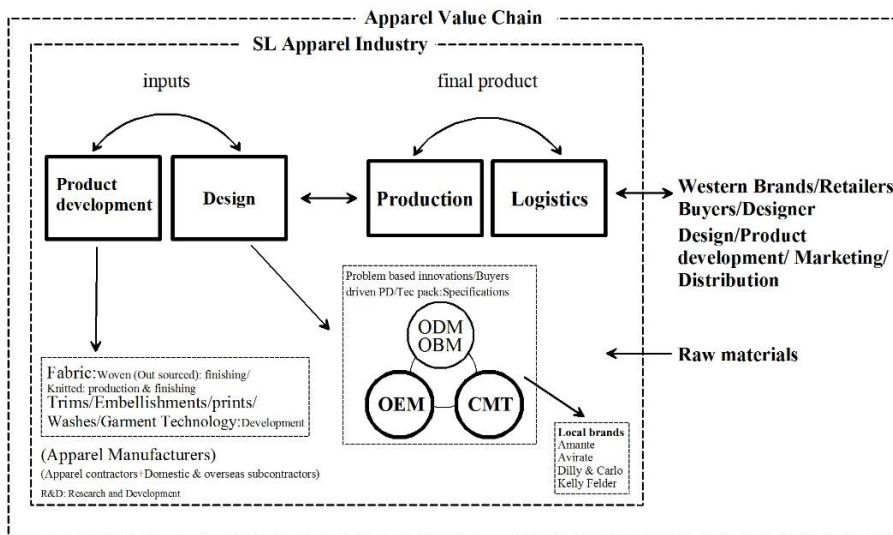 Apparel Value Chain
SL Apparel Industry
inputs
final product
Product
development
Design
Production
Logistics
Western Brands/Retailers
Buyers/Designer
Design/Product
development/ Marketing/
Distribution
Problem based innovations/Buyers
driven PD/Tec pack:Specifications
ODM
OBM
OEM
CMT
Raw materials
Fabric:Woven (Out sourced): finishing/
Knitted: production & finishing
Trims/Embellishments/prints/
Washes/Garment Technology:Development
(Apparel Manufacturers)
(Apparel contractors+Domestic & overseas subcontractors)
R&D: Research and Development
Local brands
Amante
Avirate
Dilly & Carlo
Kelly Felder